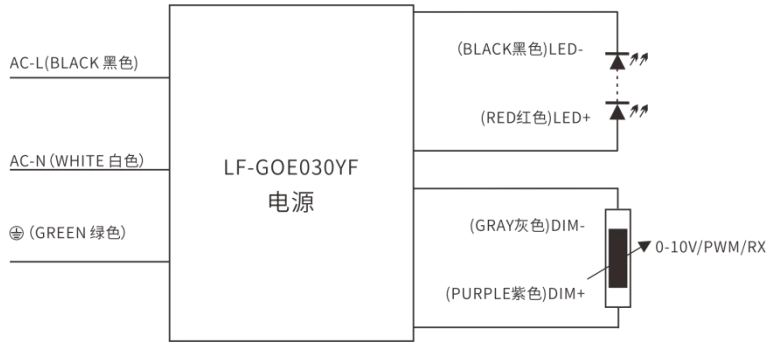 AC-L(BLACK 黑色)
AC-N(WHITE 白色)
(GREEN 绿色)
LF-GOE030YF
电源
(BLACK黑色)LED-
(RED红色)LED+
(GRAY灰色)DIM-
(PURPLE紫色)DIM+
0-10V/PWM/RX